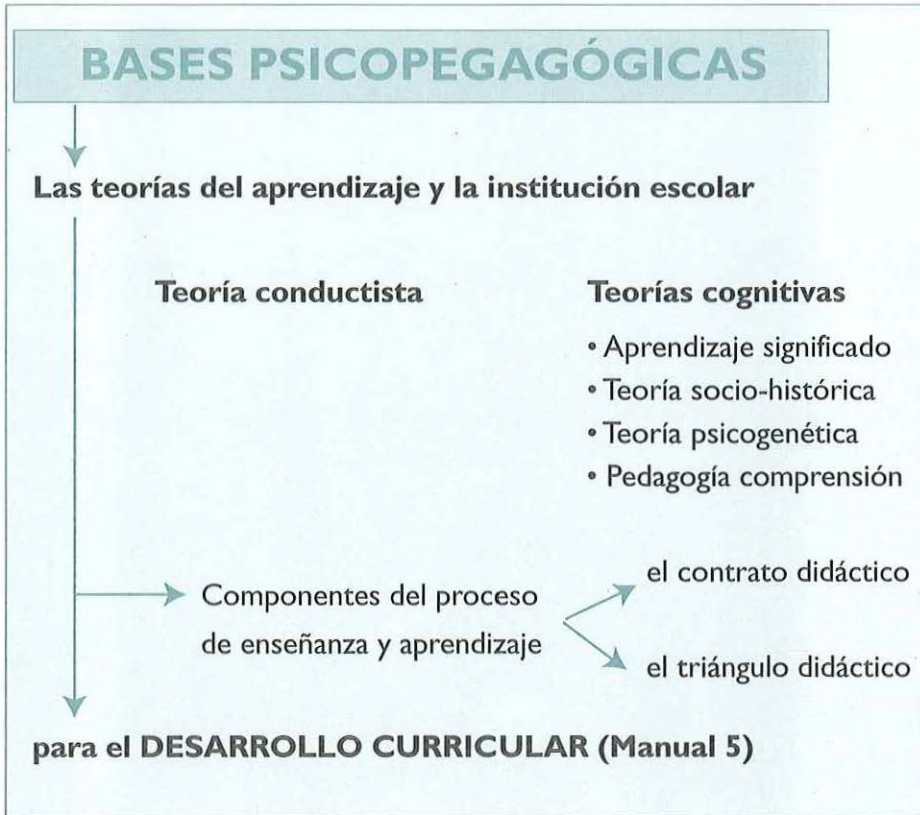 BASES PSICOPEGAGÓGICAS
Las teorías del aprendizaje y la institución escolar
Teoría conductista
Teorías cognitivas
• Aprendizaje significado
• Teoría socio-histórica
• Teoría psicogenética
• Pedagogía comprensión
Componentes del proceso
de enseñanza y aprendizaje
el contrato didáctico
el triángulo didáctico
para el DESARROLLO CURRICULAR (Manual 5)